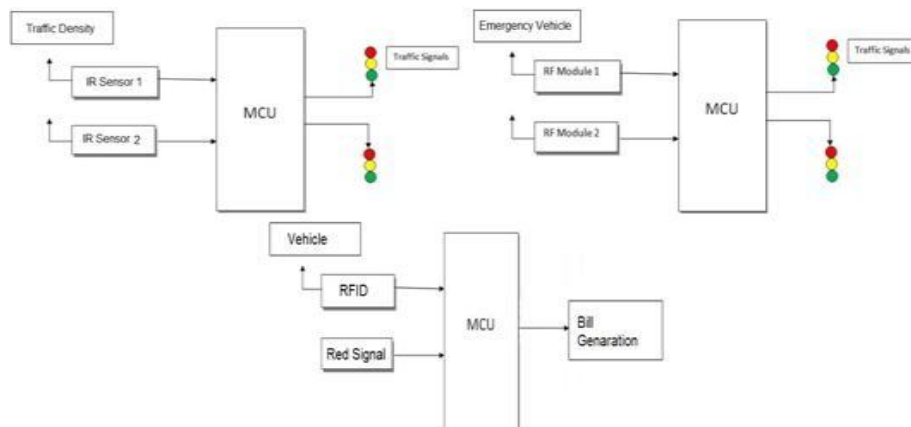 Traffic Density
IR Sensor 1
IR Sensor 2
MCU
Traffic Signals
Emergency Vehicle
RF Module 1
RF Module 2
MCU
Traffic Signals
Vehicle
RFID
Red Signal
MCU
Bill
Genaration